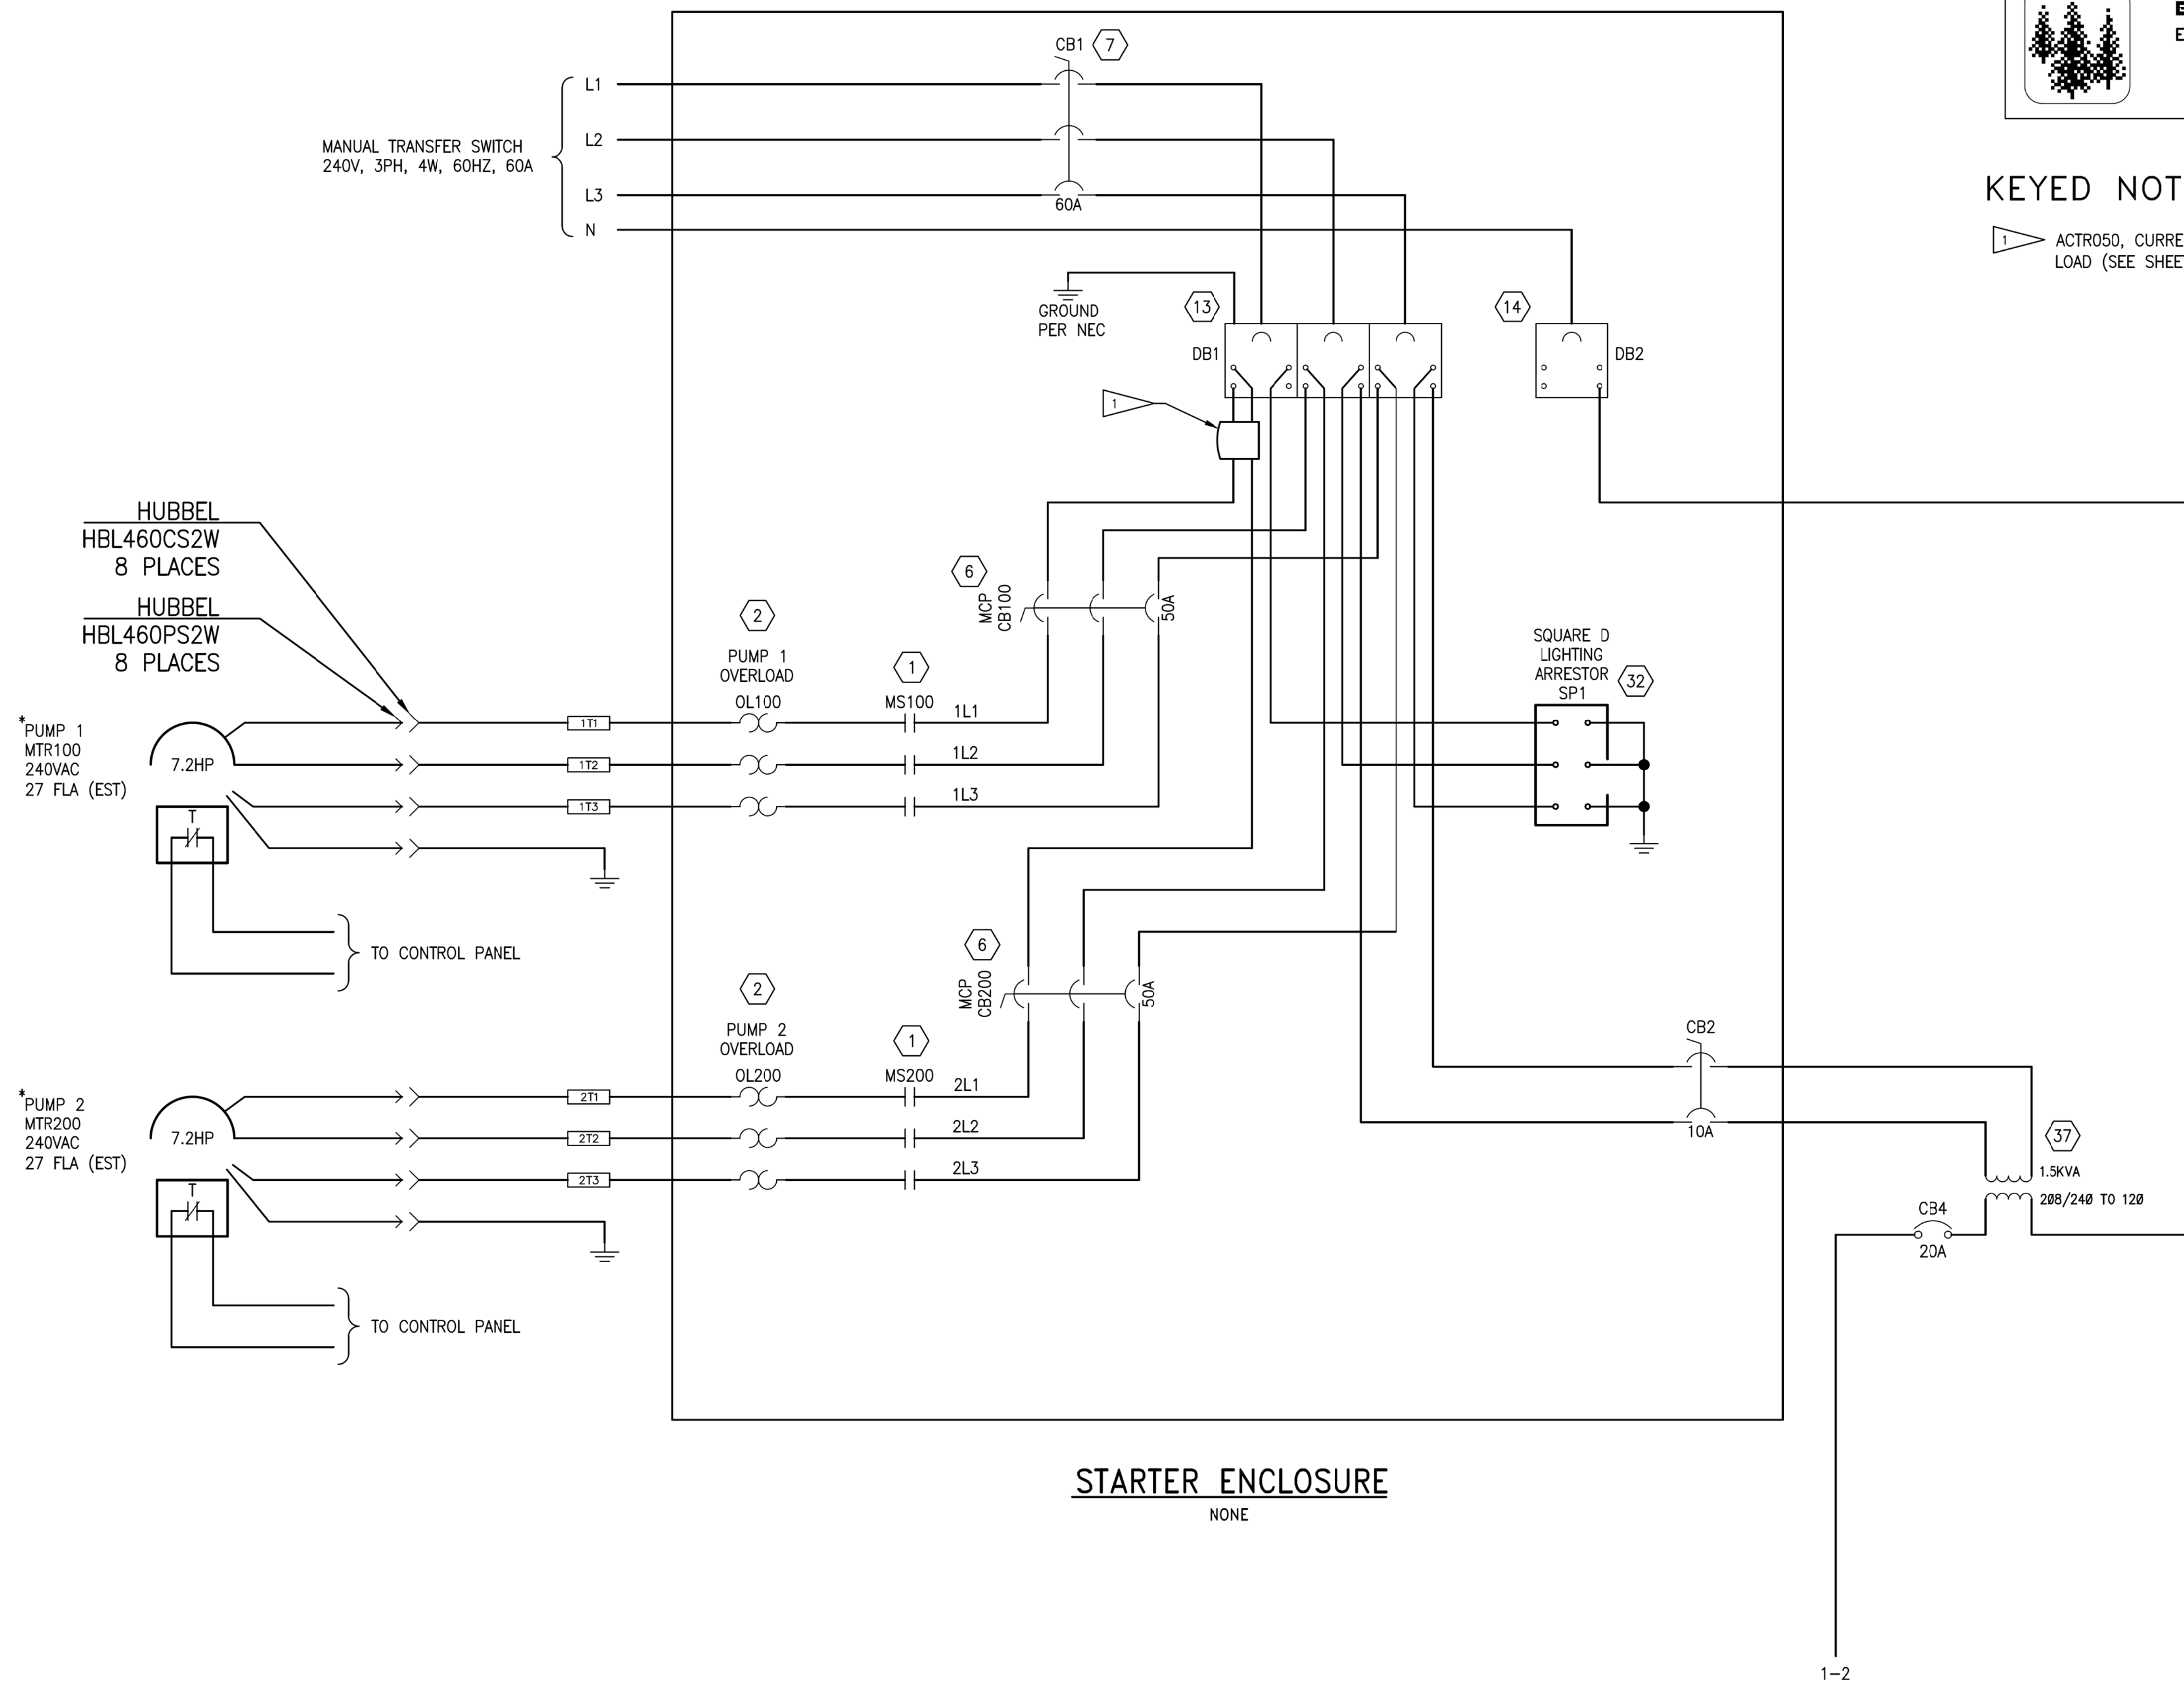 CB1
7
L1
MANUAL TRANSFER SWITCH
240V, 3PH, 4W, 60HZ, 60A
L2
L3
60A
N
KEYED NOT
1
ACTR050, CURRE
LOAD (SEE SHEE
GROUND
PER NEC
13
DB1
14
DB2
1
HUBBEL
HBL460CS2W
8 PLACES
HUBBEL
HBL460PS2W
8 PLACES
6
MCP
CB100
50A
2
PUMP 1
OVERLOAD
OL100
1
MS100
1L1
1L2
1L3
1T1
1T2
1T3
*PUMP 1
MTR100
240VAC
27 FLA (EST)
7.2HP
T
TO CONTROL PANEL
SQUARE D
LIGHTING
ARRESTOR
SP1
32
6
MCP
CB200
50A
2
PUMP 2
OVERLOAD
OL200
1
MS200
2L1
2L2
2L3
2T1
2T2
2T3
*PUMP 2
MTR200
240VAC
27 FLA (EST)
7.2HP
T
TO CONTROL PANEL
CB2
10A
37
1.5KVA
208/240 TO 120
CB4
20A
STARTER ENCLOSURE
NONE
1-2